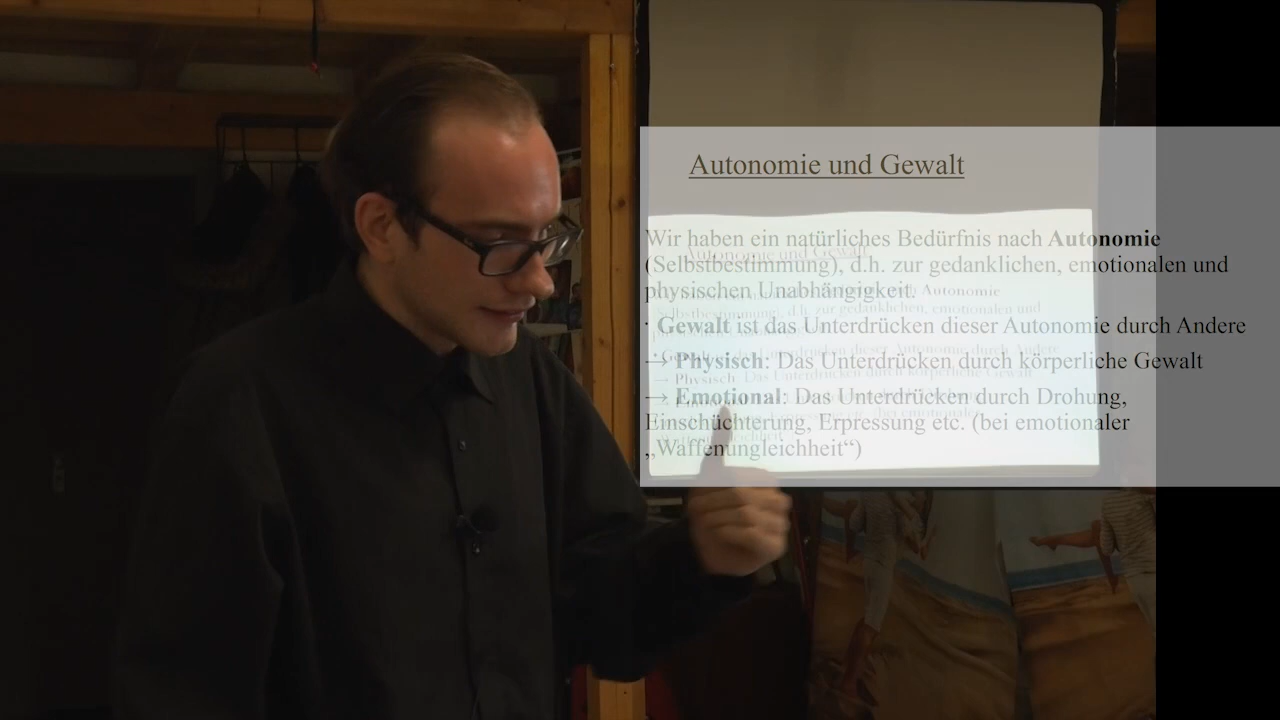 Autonomie und Gewalt
Wir haben ein natürliches Bedürfnis nach Autonomie
(Selbstbestimmung), d.h. zur gedanklichen, emotionalen und
physischen Unabhängigkeit.
· Gewalt ist das Unterdrücken dieser Autonomie durch Andere
→ Physisch: Das Unterdrücken durch körperliche Gewalt
→ Emotional: Das Unterdrücken durch Drohung,
Einschüchterung, Erpressung etc. (bei emotionaler
„Waffenungleichheit“)